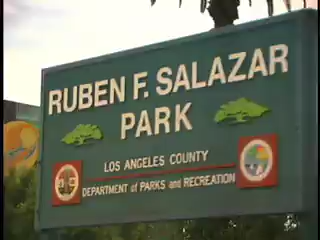 RUBEN F. SALAZAR
PARK
LOS ANGELES COUNTY
DEPARTMENT of PARKS and RECREATION